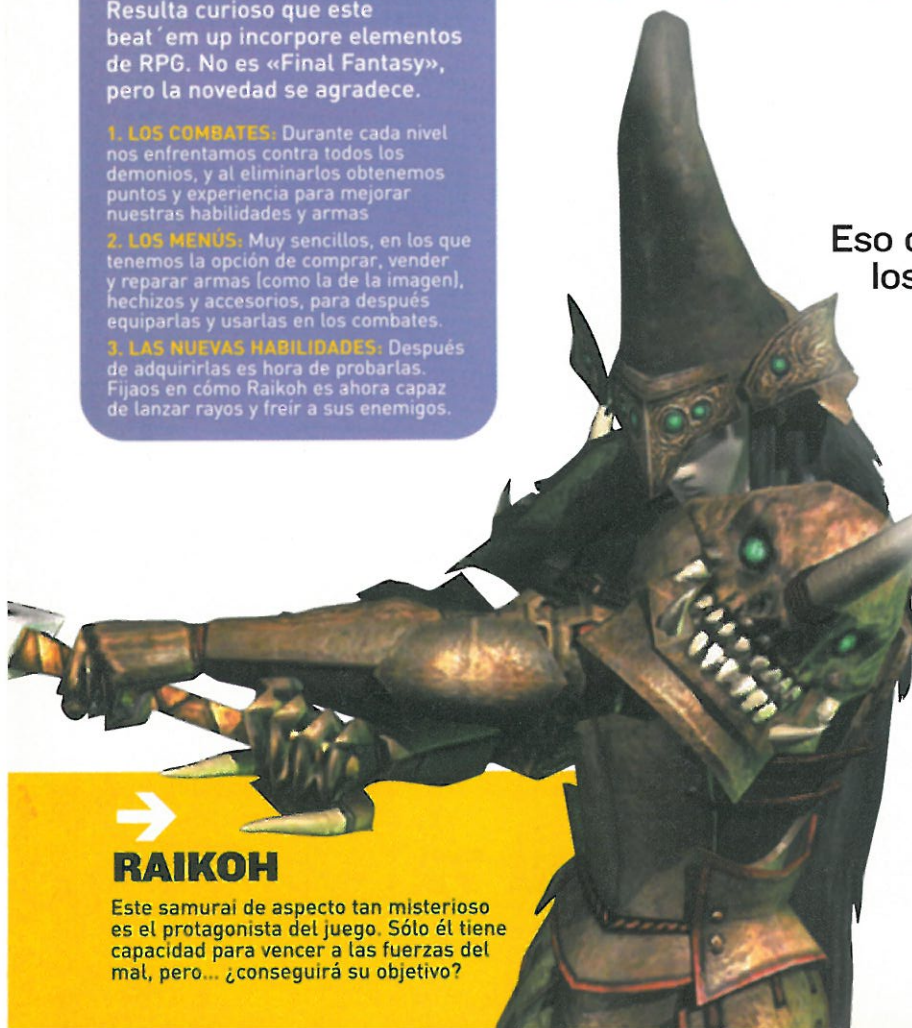 Resulta curioso que este
beat´em up incorpore elementos
de RPG. No es «Final Fantasy»,
pero la novedad se agradece.
1. LOS COMBATES: Durante cada nivel
nos enfrentamos contra todos los
demonios, y al eliminarlos obtenemos
puntos y experiencia para mejorar
nuestras habilidades y armas
2. LOS MENÚS: Muy sencillos, en los que
tenemos la opción de comprar, vender
y reparar armas (como la de la imagen),
hechizos y accesorios, para después
equiparlas y usarlas en los combates.
3. LAS NUEVAS HABILIDADES: Después
de adquirirlas es hora de probarlas.
Fijaos en cómo Raikoh es ahora capaz
de lanzar rayos y freír a sus enemigos.
Eso
los
RAIKOH
Este samurai de aspecto tan misterioso
es el protagonista del juego. Sólo él tiene
capacidad para vencer a las fuerzas del
mal, pero... ¿conseguirá su objetivo?